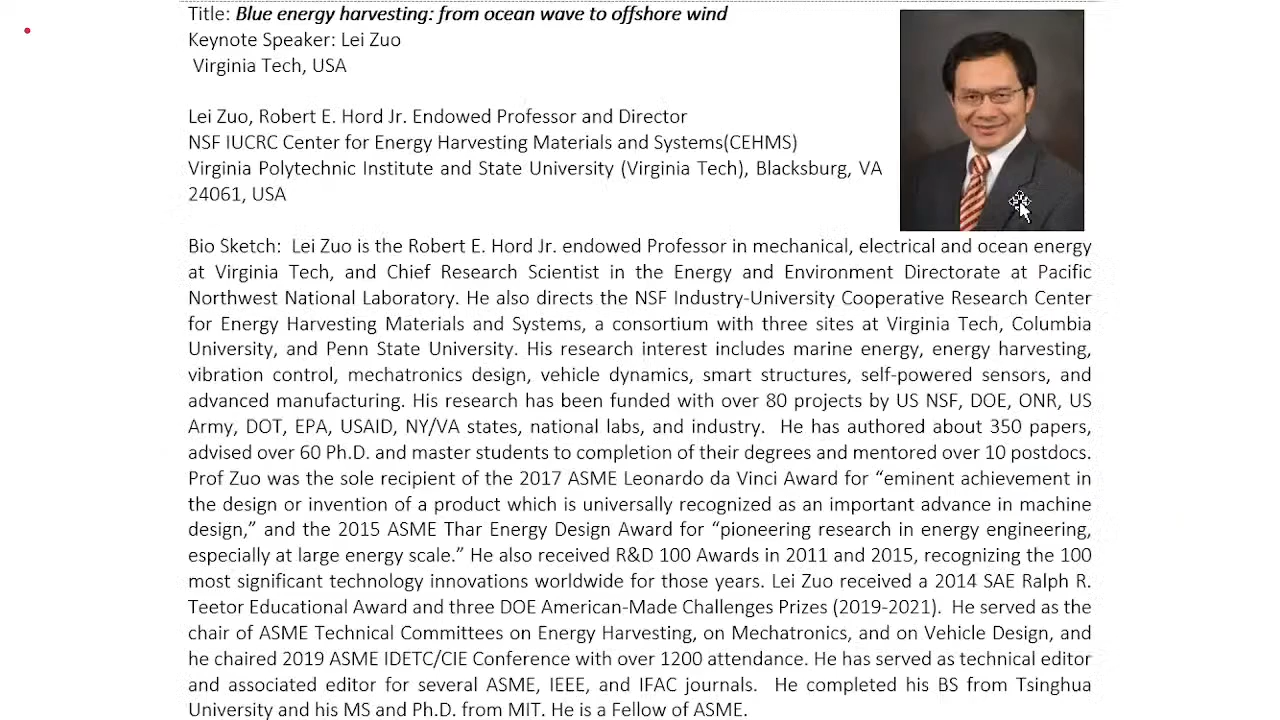 Title: Blue energy harvesting: from ocean wave to offshore wind
Keynote Speaker: Lei Zuo
Virginia Tech, USA
Lei Zuo, Robert E. Hord Jr. Endowed Professor and Director
NSF IUCRC Center for Energy Harvesting Materials and Systems(CEHMS)
Virginia Polytechnic Institute and State University (Virginia Tech), Blacksburg, VA
24061, USA
Bio Sketch:  Lei Zuo is the Robert E. Hord Jr. endowed Professor in mechanical, electrical and ocean energy
at Virginia Tech, and Chief Research Scientist in the Energy and Environment Directorate at Pacific
Northwest National Laboratory. He also directs the NSF Industry-University Cooperative Research Center
for Energy Harvesting Materials and Systems, a consortium with three sites at Virginia Tech, Columbia
University, and Penn State University. His research interest includes marine energy, energy harvesting,
vibration control, mechatronics design, vehicle dynamics, smart structures, self-powered sensors, and
advanced manufacturing. His research has been funded with over 80 projects by US NSF, DOE, ONR, US
Army, DOT, EPA, USAID, NY/VA states, national labs, and industry.  He has authored about 350 papers,
advised over 60 Ph.D. and master students to completion of their degrees and mentored over 10 postdocs.
Prof Zuo was the sole recipient of the 2017 ASME Leonardo da Vinci Award for “eminent achievement in
the design or invention of a product which is universally recognized as an important advance in machine
design,” and the 2015 ASME Thar Energy Design Award for “pioneering research in energy engineering,
especially at large energy scale.” He also received R&D 100 Awards in 2011 and 2015, recognizing the 100
most significant technology innovations worldwide for those years. Lei Zuo received a 2014 SAE Ralph R.
Teetor Educational Award and three DOE American-Made Challenges Prizes (2019-2021).  He served as the
chair of ASME Technical Committees on Energy Harvesting, on Mechatronics, and on Vehicle Design, and
he chaired 2019 ASME IDETC/CIE Conference with over 1200 attendance. He has served as technical editor
and associated editor for several ASME, IEEE, and IFAC journals.  He completed his BS from Tsinghua
University and his MS and Ph.D. from MIT. He is a Fellow of ASME.